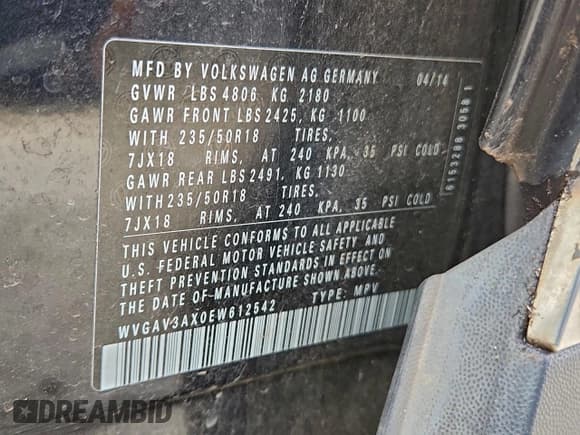 MFD BY VOLKSWAGEN AG GERMANY 04/14
GVWR LBS 4806, KG 2180
GAWR FRONT LBS 2425, KG 1100
WITH 235/50R18 TIRES,
7JX18 RIMS, AT 240 KPA, 35 PSI COLD
GAWR REAR LBS 2491, KG 1130
WITH 235/50R18 TIRES,
7JX18 RIMS, AT 240 KPA, 35 PSI COLD
THIS VEHICLE CONFORMS TO ALL APPLICABLE
U.S. FEDERAL MOTOR VEHICLE SAFETY AND
THEFT PREVENTION STANDARDS IN EFFECT ON
THE DATE OF MANUFACTURE SHOWN ABOVE.
WVGAV3AX0EW612542 TYPE: MPV
DREAMBID